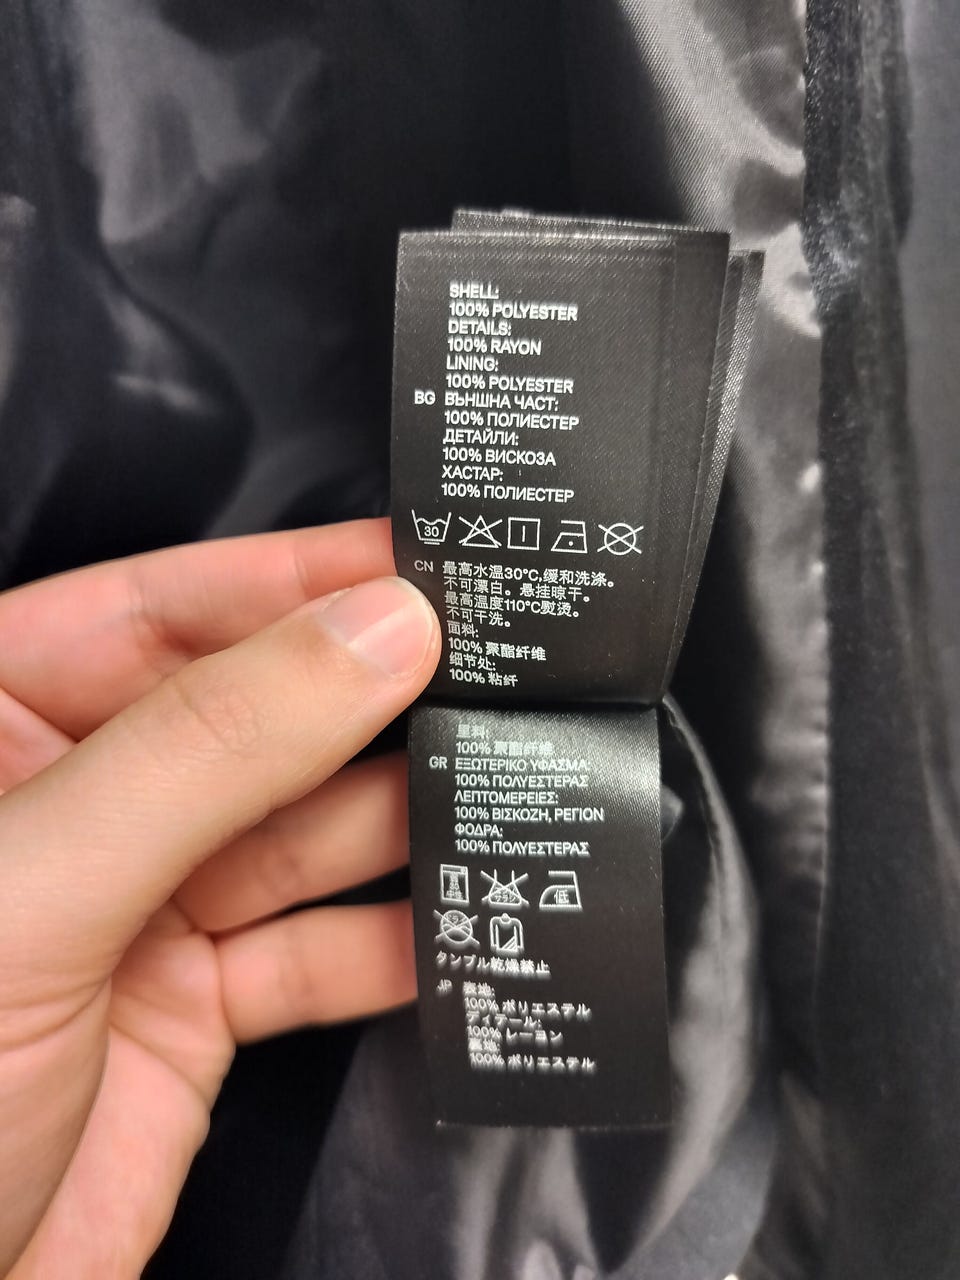 SHELL:
100% POLYESTER
DETAILS:
100% RAYON
LINING:
100% POLYESTER
BG ВЪНШНА ЧАСТ:
100% ПОЛИЕСТЕР
ДЕТАЙЛИ:
100% ВИСКОЗА
ХАСТАР:
100% ПОЛИЕСТЕР
30
CN 最高水温30°C,缓和洗涤。
不可漂白。悬挂晾干。
最高温度110°C熨烫。
不可干洗。
面料:
100% 聚酯纤维
细节处:
100% 粘纤
里料:
100% 聚酯纤维
GR ΕΞΩΤΕΡΙΚΟ ΥΦΑΣΜΑ:
100% ΠΟΛΥΕΣΤΕΡΑΣ
ΛΕΠΤΟΜΕΡΕΙΕΣ:
100% ΒΙΣΚΟΖΗ, ΡΕΓΙΟΝ
ΦΟΔΡΑ:
100% ΠΟΛΥΕΣΤΕΡΑΣ
低
タンブル乾燥禁止
JP 表地:
100% ポリエステル
ディテール:
100% レーヨン
裏地:
100% ポリエステル